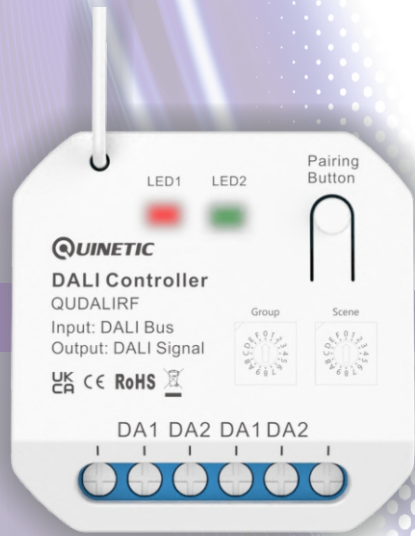 LED1 LED2
Pairing
Button
QUINETIC
DALI Controller
QUDALIRF
Input: DALI Bus
Output: DALI Signal
Group Scene
UK
CA CE RoHS
DA1 DA2 DA1 DA2